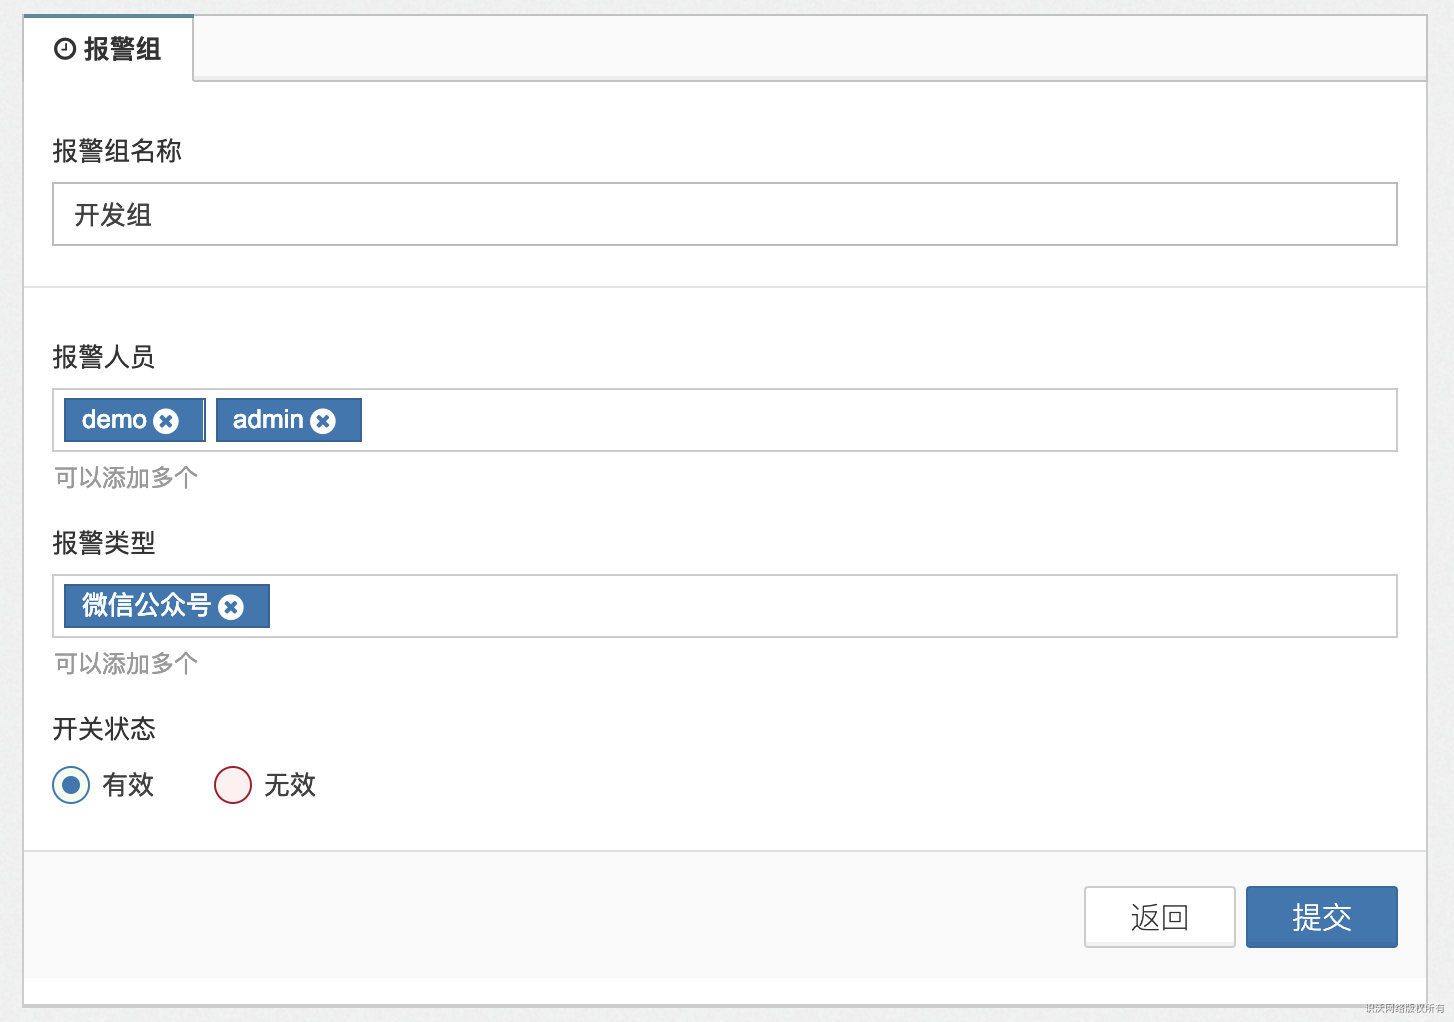 报警组
报警组名称
开发组
报警人员
demo admin
可以添加多个
报警类型
微信公众号
可以添加多个
开关状态
有效 无效
返回 提交
识沃网络版权所有